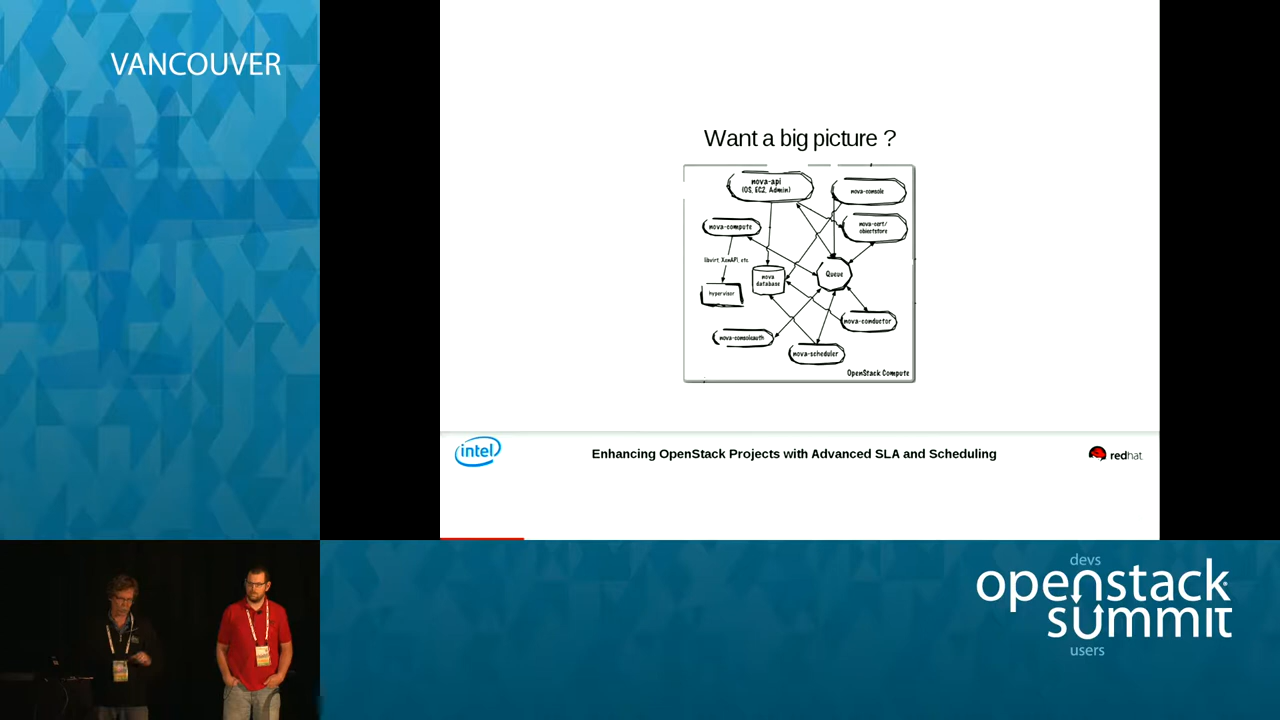 VANCOUVER
Want a big picture ?
nova-api
(OS, EC2, Admin)
nova-console
nova-compute
nova-cert/
objectstore
libvirt, XenAPI, etc.
nova
database
Queue
hypervisor
nova-conductor
nova-consoleauth
nova-scheduler
OpenStack Compute
intel
Enhancing OpenStack Projects with Advanced SLA and Scheduling
redhat
devs
openstack
summit
users